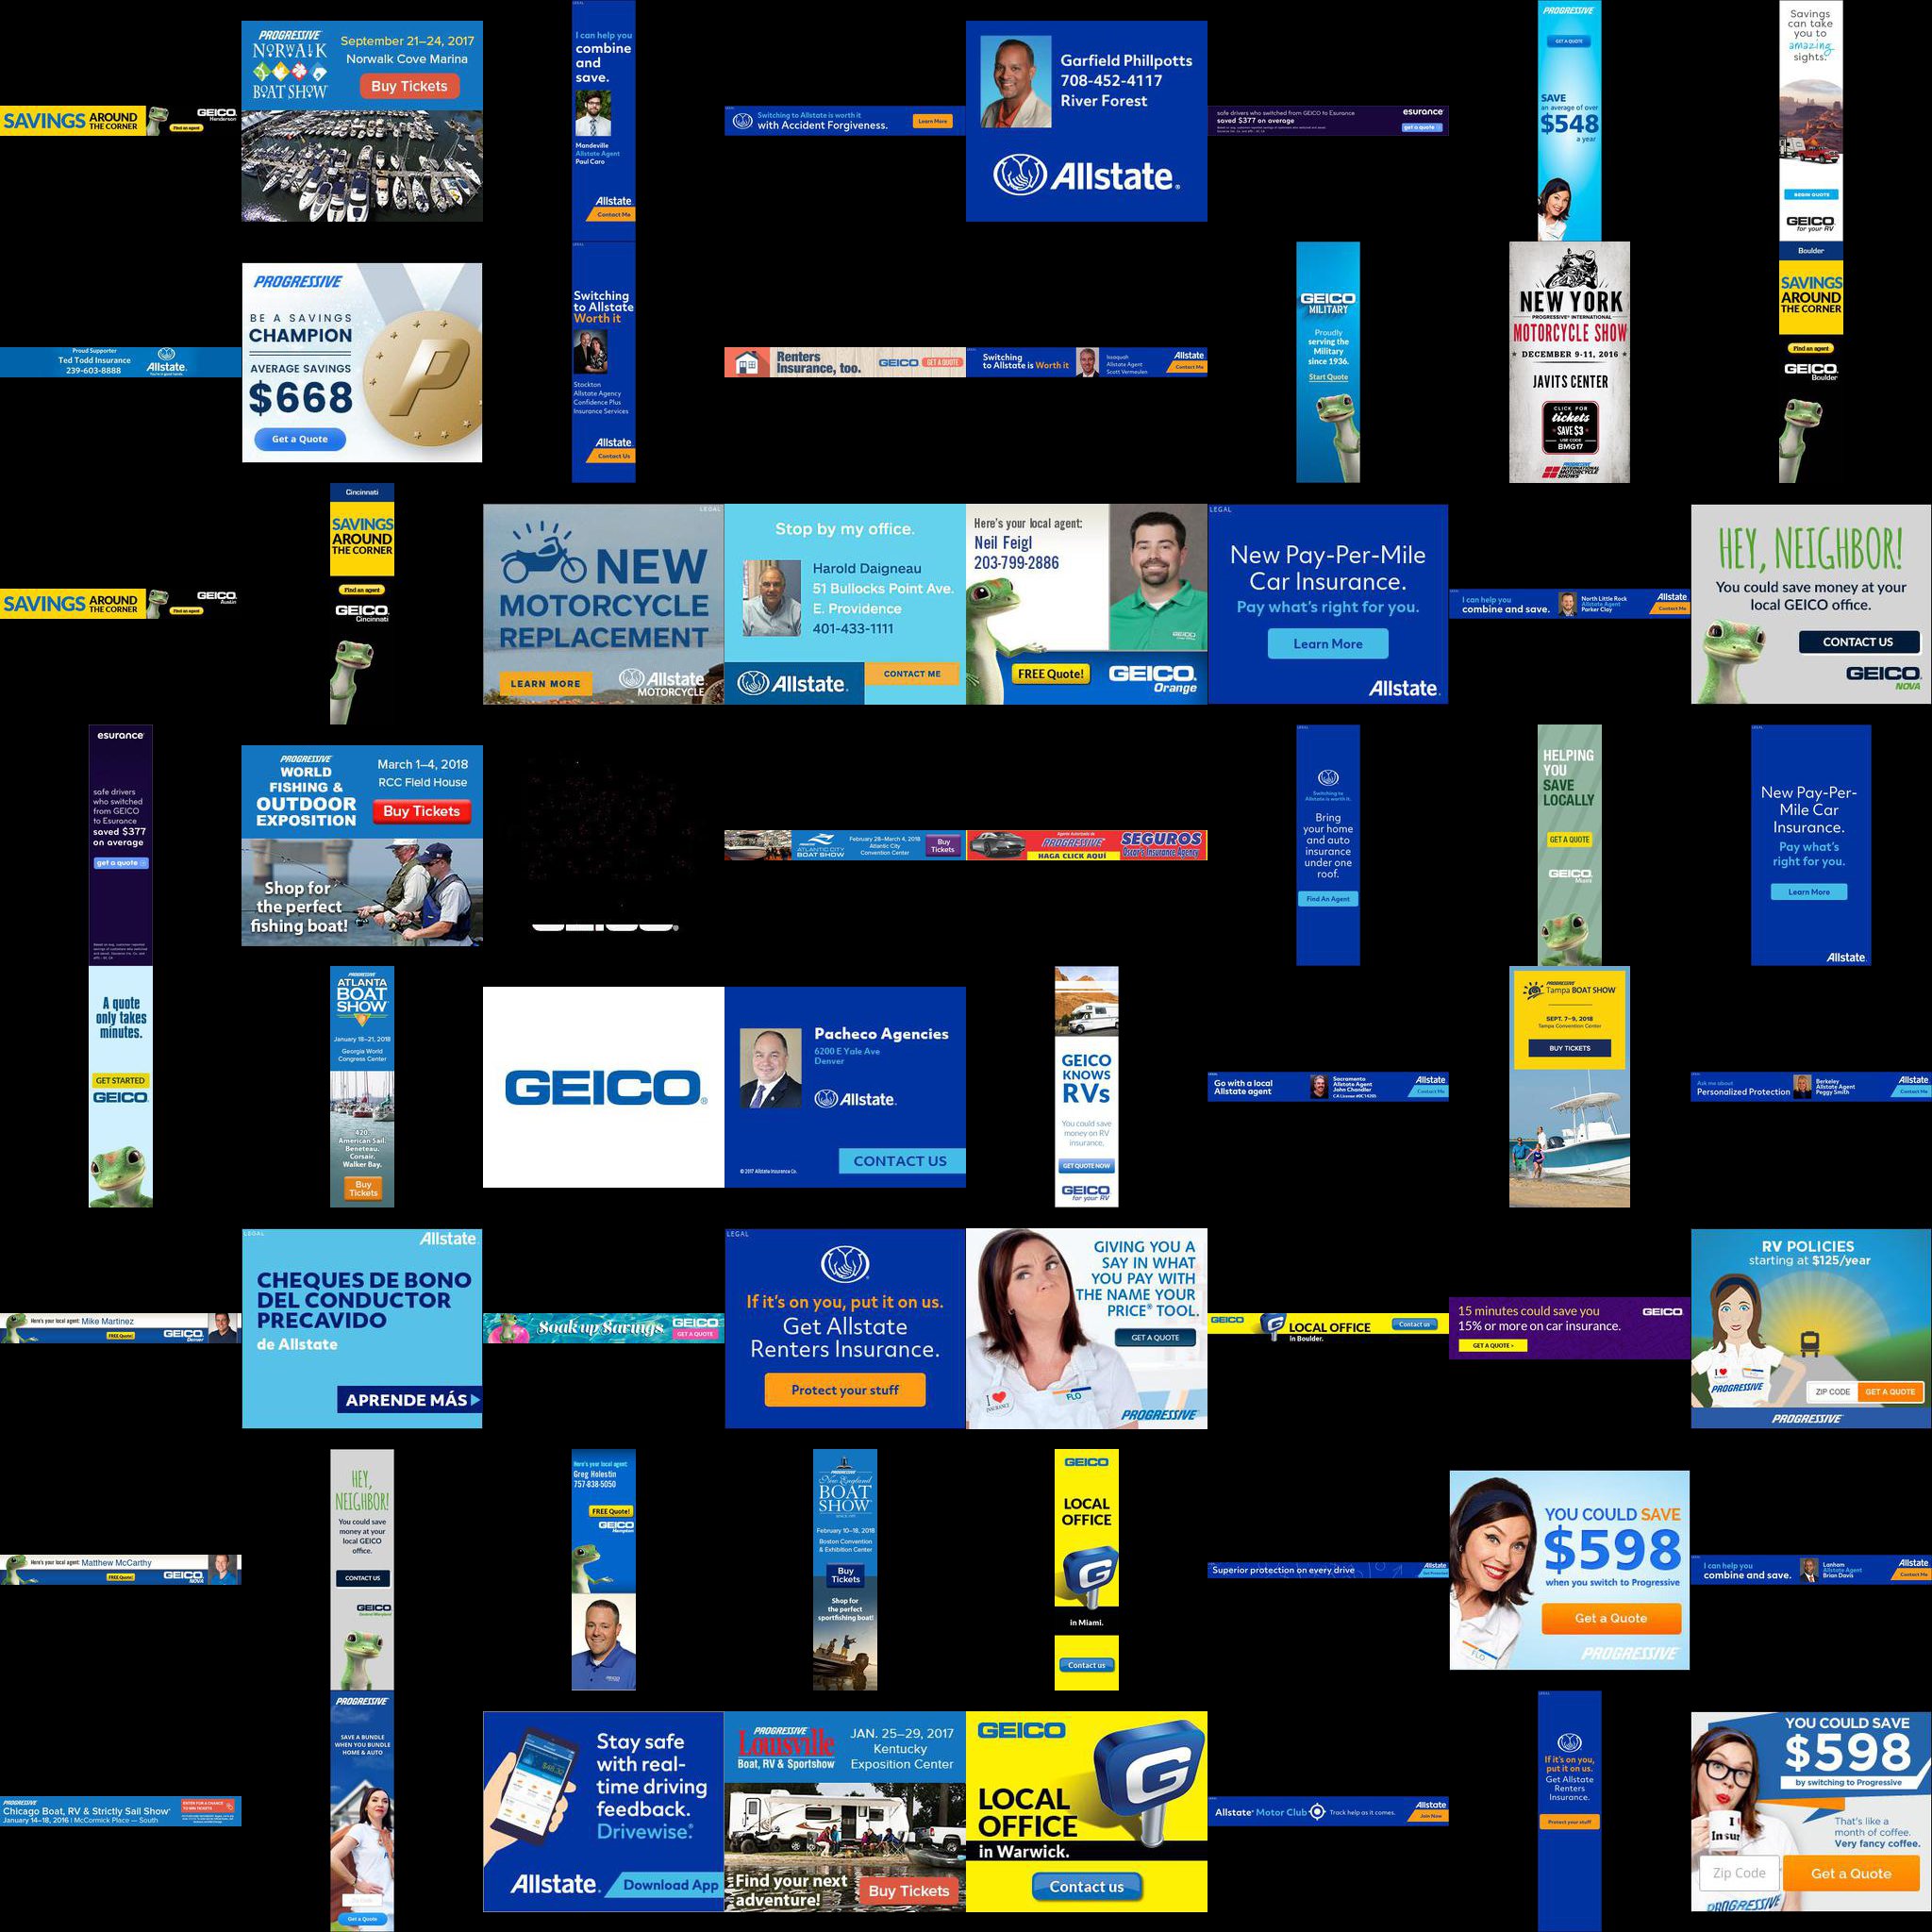 SAVINGS AROUND THE CORNER
Find an agent
GEICO
Henderson
PROGRESSIVE
NORWALK
BOAT SHOW
September 21–24, 2017
Norwalk Cove Marina
Buy Tickets
I can help you
combine
and
save.
Mandeville
Allstate Agent
Paul Caro
Allstate
Contact Me
Switching to Allstate is worth it
with Accident Forgiveness.
Learn More
Garfield Phillpotts
708-452-4117
River Forest
Allstate.
safe drivers who switched from GEICO to Esurance
saved $377 on average
esurance
get a quote
PROGRESSIVE
GET A QUOTE
SAVE
an average of over
$548
a year
Savings
can take
you to
amazing
sights.
BEGIN QUOTE
GEICO
for your RV
Proud Supporter
Ted Todd Insurance
239-603-8888
Allstate.
You're in good hands.
PROGRESSIVE
BE A SAVINGS
CHAMPION
AVERAGE SAVINGS
$668
Get a Quote
Switching
to Allstate
Worth it
Stockton
Allstate Agency
Confidence Plus
Insurance Services
Allstate
Contact Us
Renters
Insurance, too.
GEICO
GET A QUOTE
Switching
to Allstate is Worth it
Issaquah
Allstate Agent
Scott Vermeulen
Allstate
Contact Me
GEICO
MILITARY
Proudly
serving the
Military
since 1936.
Start Quote
NEW YORK
PROGRESSIVE INTERNATIONAL
MOTORCYCLE SHOW
DECEMBER 9-11, 2016
JAVITS CENTER
CLICK FOR
tickets
SAVE $3
USE CODE
BMG17
PROGRESSIVE
INTERNATIONAL
MOTORCYCLE
SHOWS
Boulder
SAVINGS
AROUND
THE CORNER
Find an agent
GEICO
Boulder
SAVINGS AROUND THE CORNER
Find an agent
GEICO
Austin
Cincinnati
SAVINGS
AROUND
THE CORNER
Find an agent
GEICO
Cincinnati
LEGAL
NEW
MOTORCYCLE
REPLACEMENT
LEARN MORE
Allstate
MOTORCYCLE
Stop by my office.
Harold Daigneau
51 Bullocks Point Ave.
E. Providence
401-433-1111
Allstate.
CONTACT ME
Here's your local agent:
Neil Feigl
203-799-2886
FREE Quote!
GEICO
Orange
LEGAL
New Pay-Per-Mile
Car Insurance.
Pay what's right for you.
Learn More
Allstate.
I can help you
combine and save.
North Little Rock
Allstate Agent
Parker Clay
Allstate
Contact Me
HEY, NEIGHBOR!
You could save money at your
local GEICO office.
CONTACT US
GEICO
NOVA
esurance
safe drivers
who switched
from GEICO
to Esurance
saved $377
on average
get a quote
PROGRESSIVE
WORLD
FISHING &
OUTDOOR
EXPOSITION
March 1–4, 2018
RCC Field House
Buy Tickets
Shop for
the perfect
fishing boat!
PROGRESSIVE
ATLANTIC CITY
BOAT SHOW
February 28–March 4, 2018
Atlantic City
Convention Center
Buy
Tickets
Agente Autorizado de
PROGRESSIVE
HAGA CLICK AQUÍ
SEGUROS
Oscar's Insurance Agency
Switching to
Allstate is worth it.
Bring
your home
and auto
insurance
under one
roof.
Find An Agent
HELPING
YOU
SAVE
LOCALLY
GET A QUOTE
GEICO
Miami
New Pay-Per-
Mile Car
Insurance.
Pay what's
right for you.
Learn More
Allstate.
A quote
only takes
minutes.
GET STARTED
GEICO
PROGRESSIVE
ATLANTA
BOAT
SHOW
January 18–21, 2018
Georgia World
Congress Center
420.
American Sail.
Beneteau.
Corsair.
Walker Bay.
Buy
Tickets
GEICO
Pacheco Agencies
6200 E Yale Ave
Denver
Allstate.
© 2017 Allstate Insurance Co.
CONTACT US
GEICO
KNOWS
RVs
You could save
money on RV
insurance.
GET QUOTE NOW
GEICO
for your RV
Go with a local
Allstate agent
Sacramento
Allstate Agent
John Chandler
Allstate
Contact Me
PROGRESSIVE
Tampa BOAT SHOW
SEPT. 7–9, 2018
Tampa Convention Center
BUY TICKETS
Ask me about
Personalized Protection
Berkeley
Allstate Agent
Peggy Smith
Allstate
Contact Me
Here's your local agent: Mike Martinez
FREE Quote!
GEICO
Denver
LEGAL
Allstate.
CHEQUES DE BONO
DEL CONDUCTOR
PRECAVIDO
de Allstate
APRENDE MÁS
Soak up Savings
GEICO
GET A QUOTE
LEGAL
If it's on you, put it on us.
Get Allstate
Renters Insurance.
Protect your stuff
GIVING YOU A
SAY IN WHAT
YOU PAY WITH
THE NAME YOUR
PRICE® TOOL.
GET A QUOTE
I ♥
INSURANCE
FLO
PROGRESSIVE
GEICO
LOCAL OFFICE
in Boulder.
Contact us
15 minutes could save you
15% or more on car insurance.
GET A QUOTE >
GEICO
RV POLICIES
starting at $125/year
PROGRESSIVE
ZIP CODE
GET A QUOTE
PROGRESSIVE
Here's your local agent: Matthew McCarthy
FREE Quote!
GEICO
NOVA
HEY,
NEIGHBOR!
You could save
money at your
local GEICO
office.
CONTACT US
GEICO
Central Maryland
Here's your local agent:
Greg Holestin
757-838-5050
FREE Quote!
GEICO
Hampton
PROGRESSIVE
New England
BOAT
SHOW
February 10–18, 2018
Boston Convention
& Exhibition Center
Buy
Tickets
Shop for
the perfect
sportfishing boat!
GEICO
LOCAL
OFFICE
in Miami.
Contact us
Superior protection on every drive
Allstate
YOU COULD SAVE
$598
when you switch to Progressive
Get a Quote
FLO
PROGRESSIVE
I can help you
combine and save.
Lanham
Allstate Agent
Brian Davis
Allstate
Contact Me
PROGRESSIVE
Chicago Boat, RV & Strictly Sail Show
January 14–18, 2016 | McCormick Place — South
ENTER FOR A CHANCE
TO WIN TICKETS
PROGRESSIVE
SAVE A BUNDLE
WHEN YOU BUNDLE
HOME & AUTO
Zip Code
Get a Quote
Stay safe
with real-
time driving
feedback.
Drivewise.
Allstate.
Download App
PROGRESSIVE
Louisville
Boat, RV & Sportshow
JAN. 25–29, 2017
Kentucky
Exposition Center
Find your next
adventure!
Buy Tickets
GEICO
LOCAL
OFFICE
in Warwick.
Contact us
Allstate Motor Club
Track help as it comes.
Allstate
Join Now
If it's on you,
put it on us.
Get Allstate
Renters
Insurance.
Protect your stuff
YOU COULD SAVE
$598
by switching to Progressive
That's like a
month of coffee.
Very fancy coffee.
Zip Code
Get a Quote
PROGRESSIVE